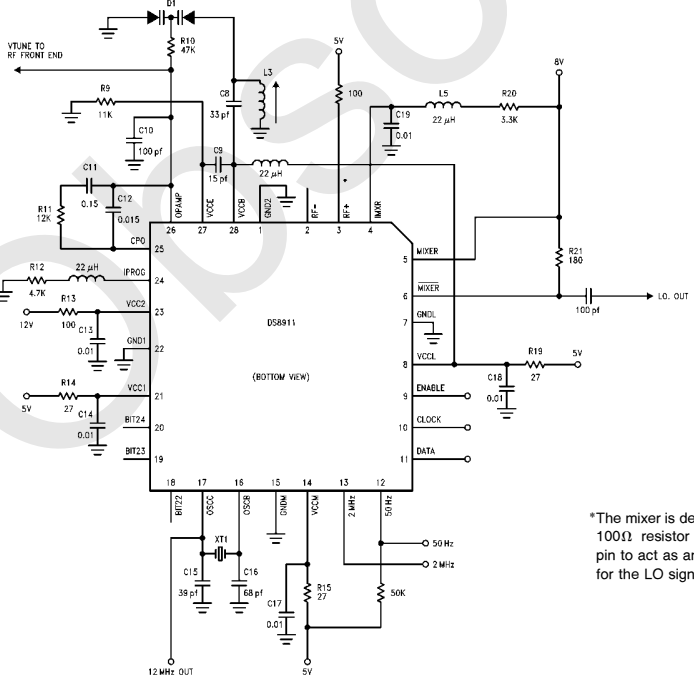 D1
VTUNE TO
RF FRONT END
R10
47K
5V
8V
R9
11K
C8
33 pf
L3
100
C19
0.01
L5
22 μH
R20
3.3K
C10
100 pf
C9
15 pf
22 μH
*
C11
0.15
C12
0.015
R11
12K
OPAMP
VCCE
VCCB
GND2
RF-
RF+
IMXR
26
27
28
1
2
3
4
CPO
25
MIXER
5
R21
180
R12
4.7K
22 μH
IPROG
24
MIXER
6
100 pf
LO. OUT
R13
100
12V
VCC2
23
C13
0.01
GNDL
7
DS8911
GND1
22
(BOTTOM VIEW)
VCCL
8
R19
27
5V
C18
0.01
R14
27
5V
VCC1
21
ENABLE
9
C14
0.01
BIT24
20
CLOCK
10
BIT23
19
DATA
11
18
17
16
15
14
13
12
BIT22
OSCC
OSCB
GNDM
VCCM
2 MHz
50 Hz
XT1
50 Hz
2 MHz
C15
39 pf
C16
68 pf
C17
0.01
R15
27
50K
12 MHz OUT
5V
*The mixer is de
100Ω resistor
pin to act as ar
for the LO sign
Obso